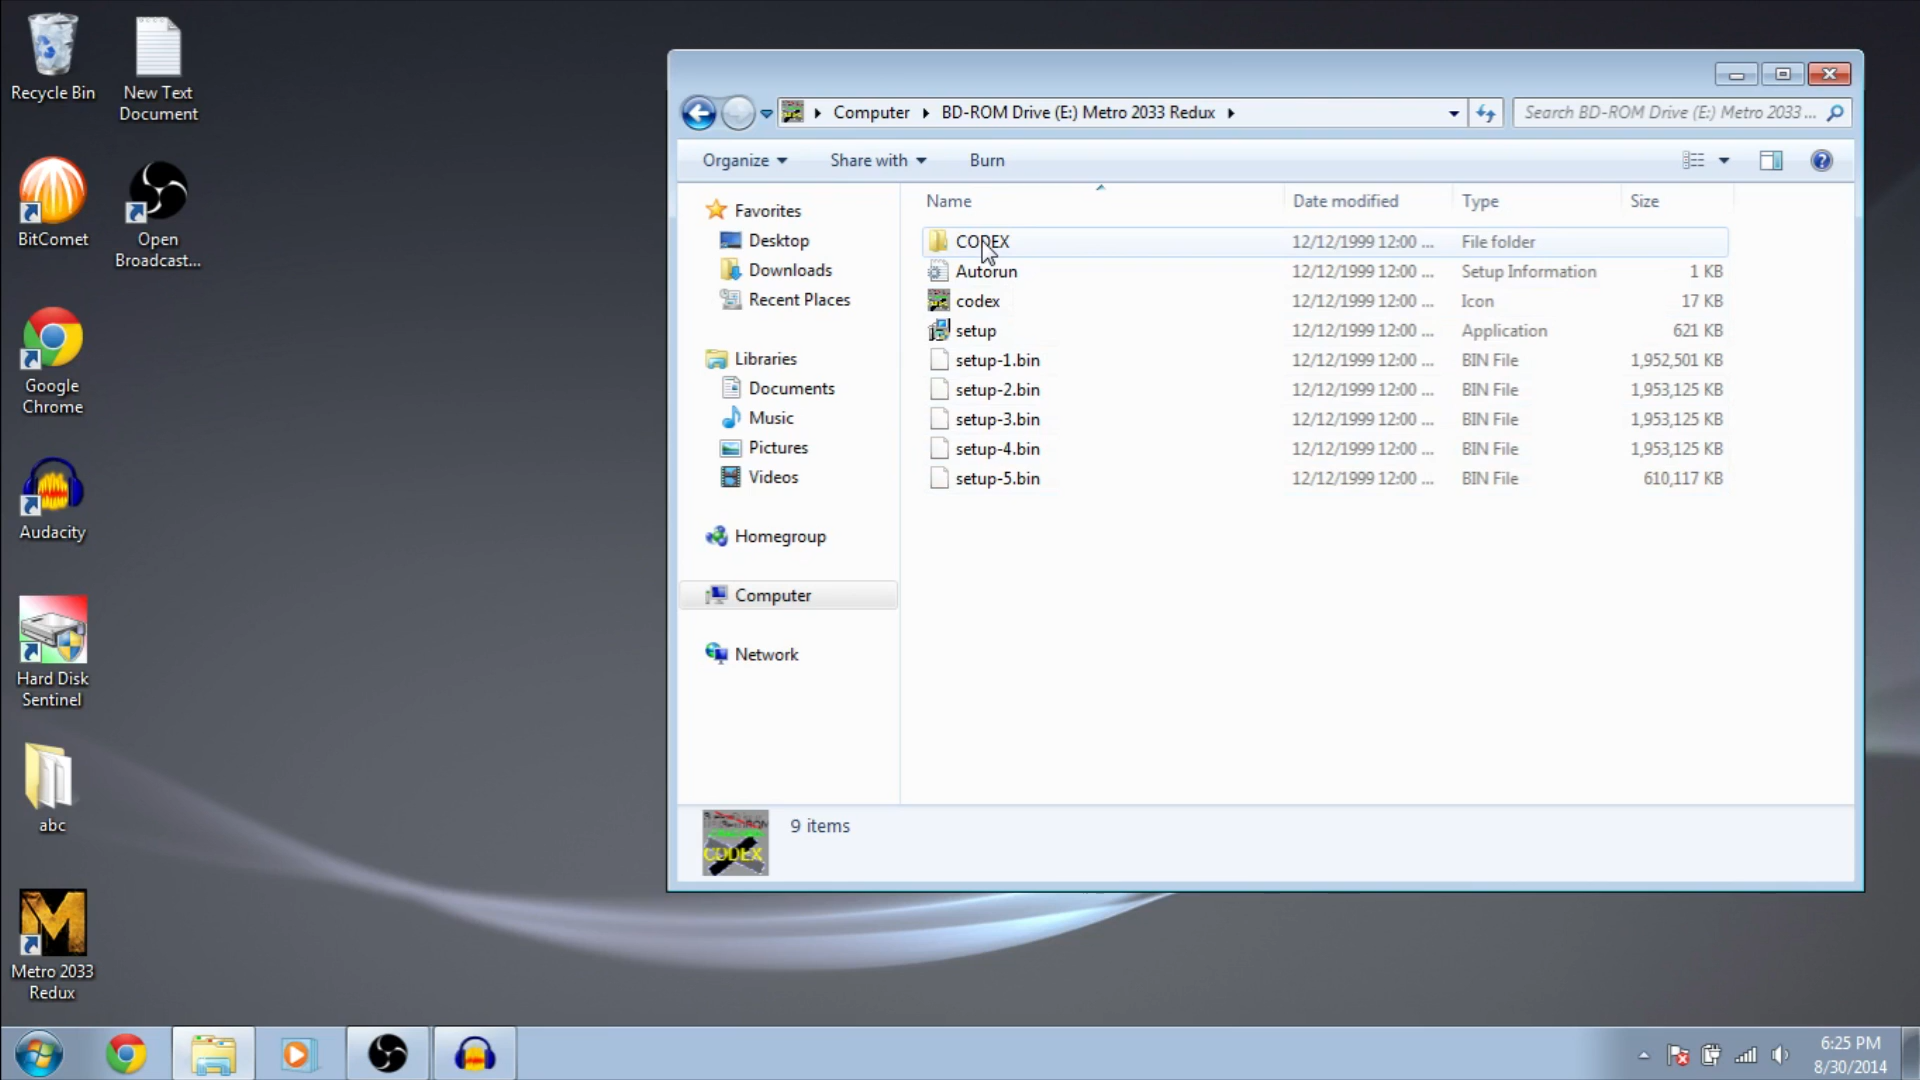 Recycle Bin
New Text
Document
BitComet
Open
Broadcast...
Google
Chrome
Audacity
Hard Disk
Sentinel
abc
Metro 2033
Redux
Computer
BD-ROM Drive (E:) Metro 2033 Redux
Search BD-ROM Drive (E:) Metro 2033 ...
Organize
Share with
Burn
Favorites
Desktop
Downloads
Recent Places
Libraries
Documents
Music
Pictures
Videos
Homegroup
Computer
Network
Name Date modified Type Size
CODEX 12/12/1999 12:00 ... File folder
Autorun 12/12/1999 12:00 ... Setup Information 1 KB
codex 12/12/1999 12:00 ... Icon 17 KB
setup 12/12/1999 12:00 ... Application 621 KB
setup-1.bin 12/12/1999 12:00 ... BIN File 1,952,501 KB
setup-2.bin 12/12/1999 12:00 ... BIN File 1,953,125 KB
setup-3.bin 12/12/1999 12:00 ... BIN File 1,953,125 KB
setup-4.bin 12/12/1999 12:00 ... BIN File 1,953,125 KB
setup-5.bin 12/12/1999 12:00 ... BIN File 610,117 KB
CODEX
9 items
6:25 PM
8/30/2014